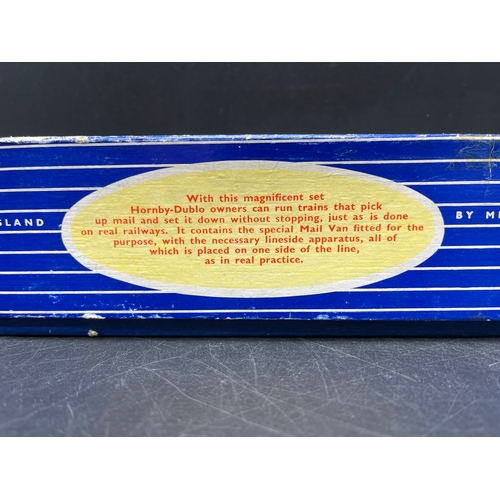 With this magnificent set
Hornby-Dublo owners can run trains that pick
up mail and set it down without stopping, just as is done
on real railways. It contains the special Mail Van fitted for the
purpose, with the necessary lineside apparatus, all of
which is placed on one side of the line,
as in real practice.
GLAND
BY ME